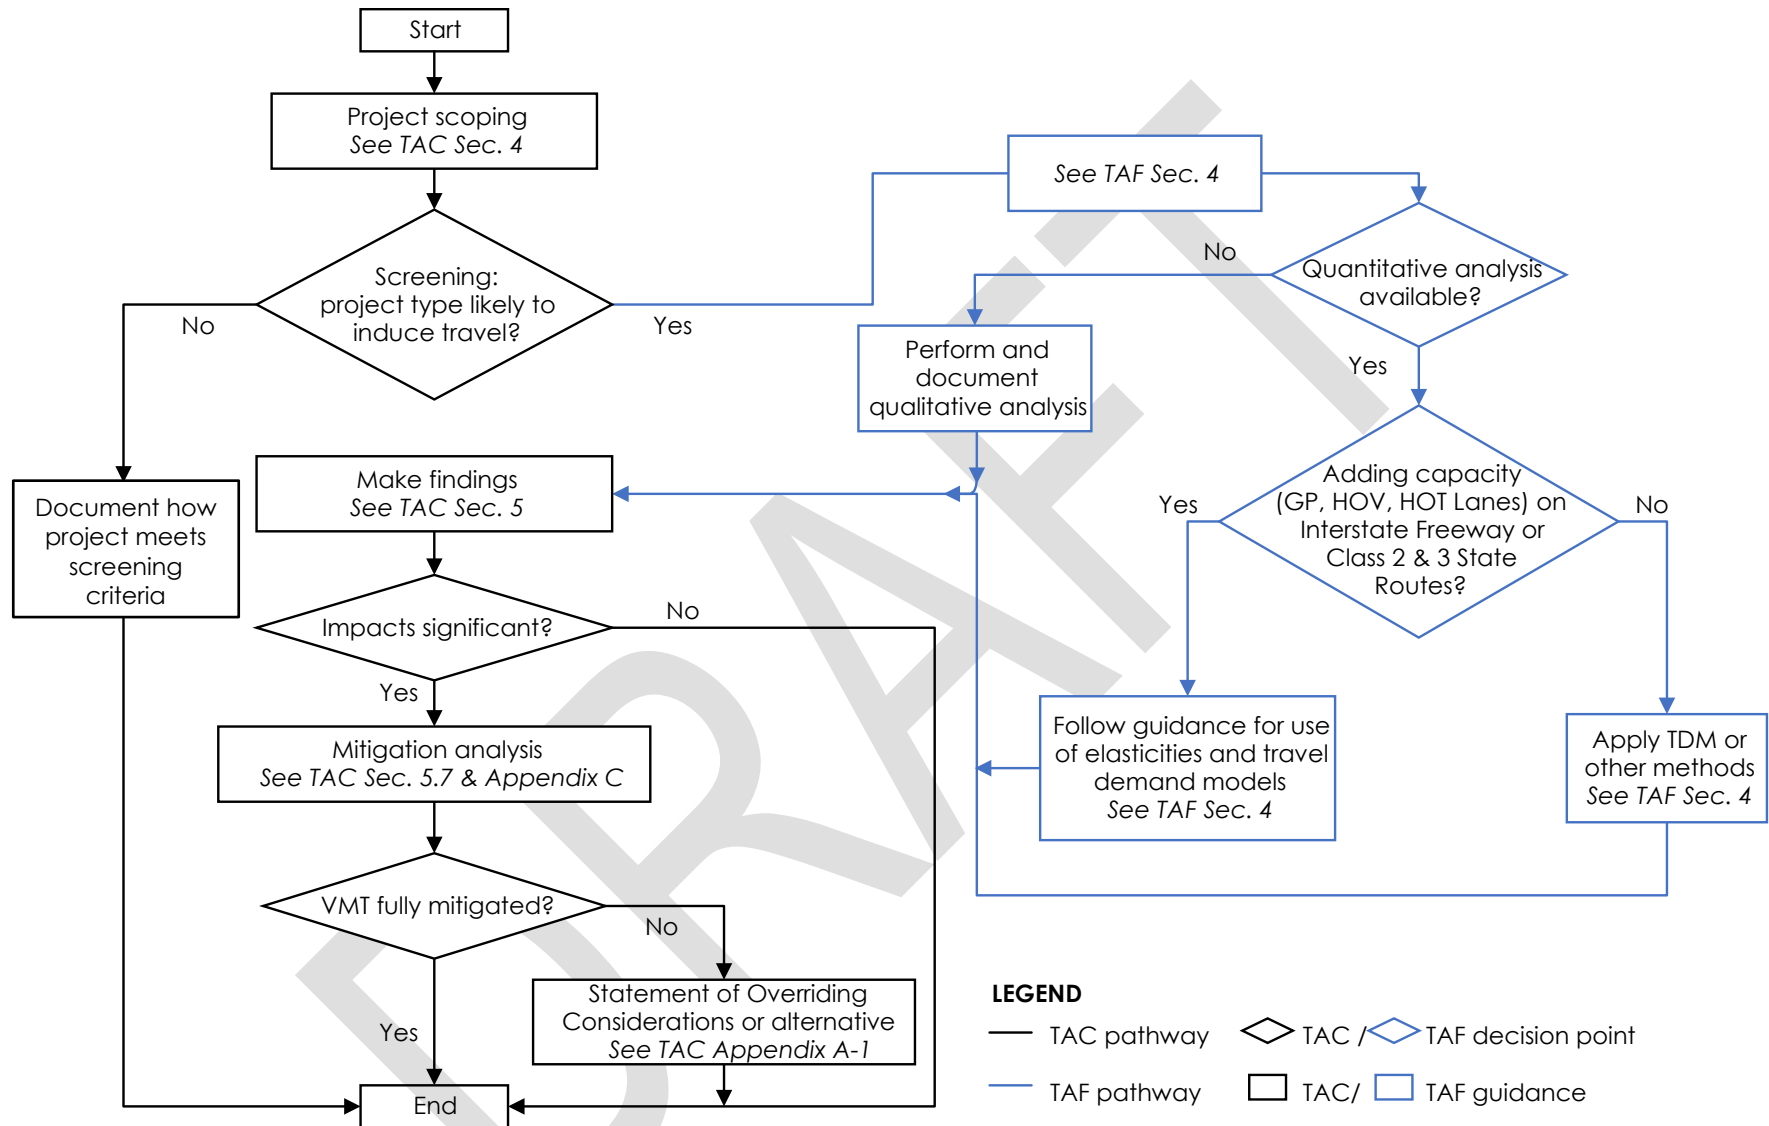 Start
Project scoping
See TAC Sec. 4
Screening:
project type likely to
induce travel?
No
Yes
Document how
project meets
screening
criteria
See TAF Sec. 4
Quantitative analysis
available?
No
Yes
Perform and
document
qualitative analysis
Adding capacity
(GP, HOV, HOT Lanes) on
Interstate Freeway or
Class 2 & 3 State
Routes?
Yes
No
Follow guidance for use
of elasticities and travel
demand models
See TAF Sec. 4
Apply TDM or
other methods
See TAF Sec. 4
Make findings
See TAC Sec. 5
Impacts significant?
No
Yes
Mitigation analysis
See TAC Sec. 5.7 & Appendix C
VMT fully mitigated?
No
Yes
Statement of Overriding
Considerations or alternative
See TAC Appendix A-1
End
LEGEND
TAC pathway
TAC /
TAF decision point
TAF pathway
TAC/
TAF guidance
DRAFT